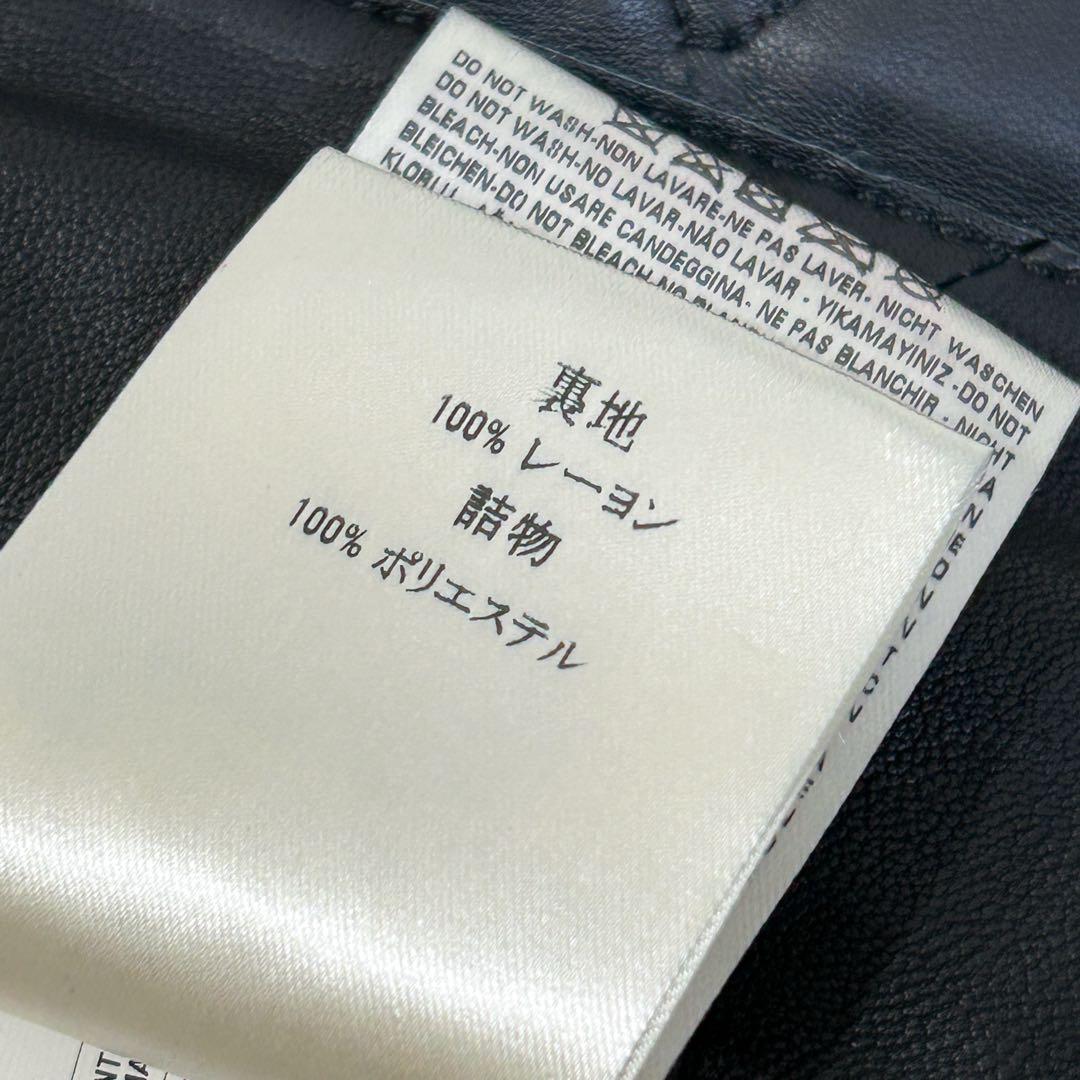 DO NOT WASH-NON LAVARE-NE PAS LAVER- NICHT WASCHEN
DO NOT WASH-NO LAVAR-NÃO LAVAR - YIKAMAYINIZ -DO NOT
BLEACH-NON USARE CANDEGGINA- NE PAS BLANCHIR - NICHT
BLEICHEN-DO NOT BLEACH-NO
裏地
100% レーヨン
詰物
100% ポリエステル